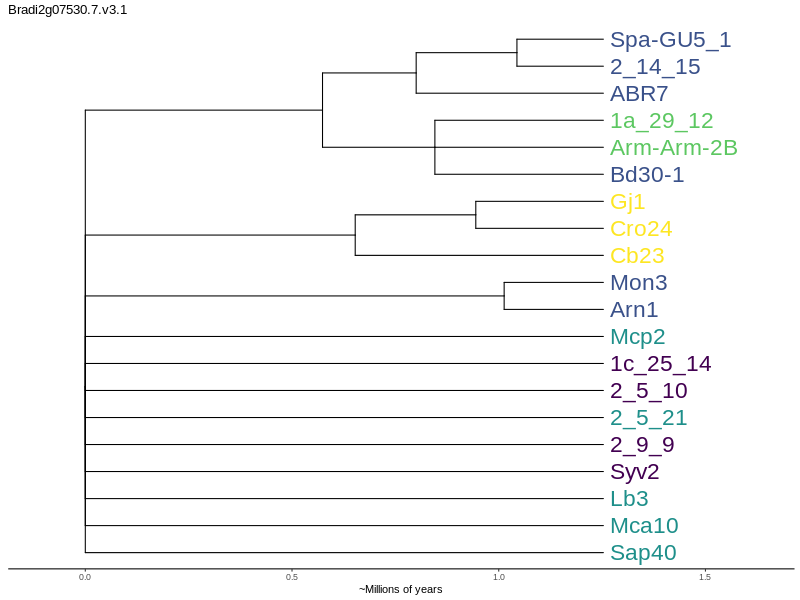 Bradi2g07530.7.v3.1
Spa-GU5_1
2_14_15
ABR7
1a_29_12
Arm-Arm-2B
Bd30-1
Gj1
Cro24
Cb23
Mon3
Arn1
Mcp2
1c_25_14
2_5_10
2_5_21
2_9_9
Syv2
Lb3
Mca10
Sap40
0.0 0.5 1.0 1.5
~Millions of years